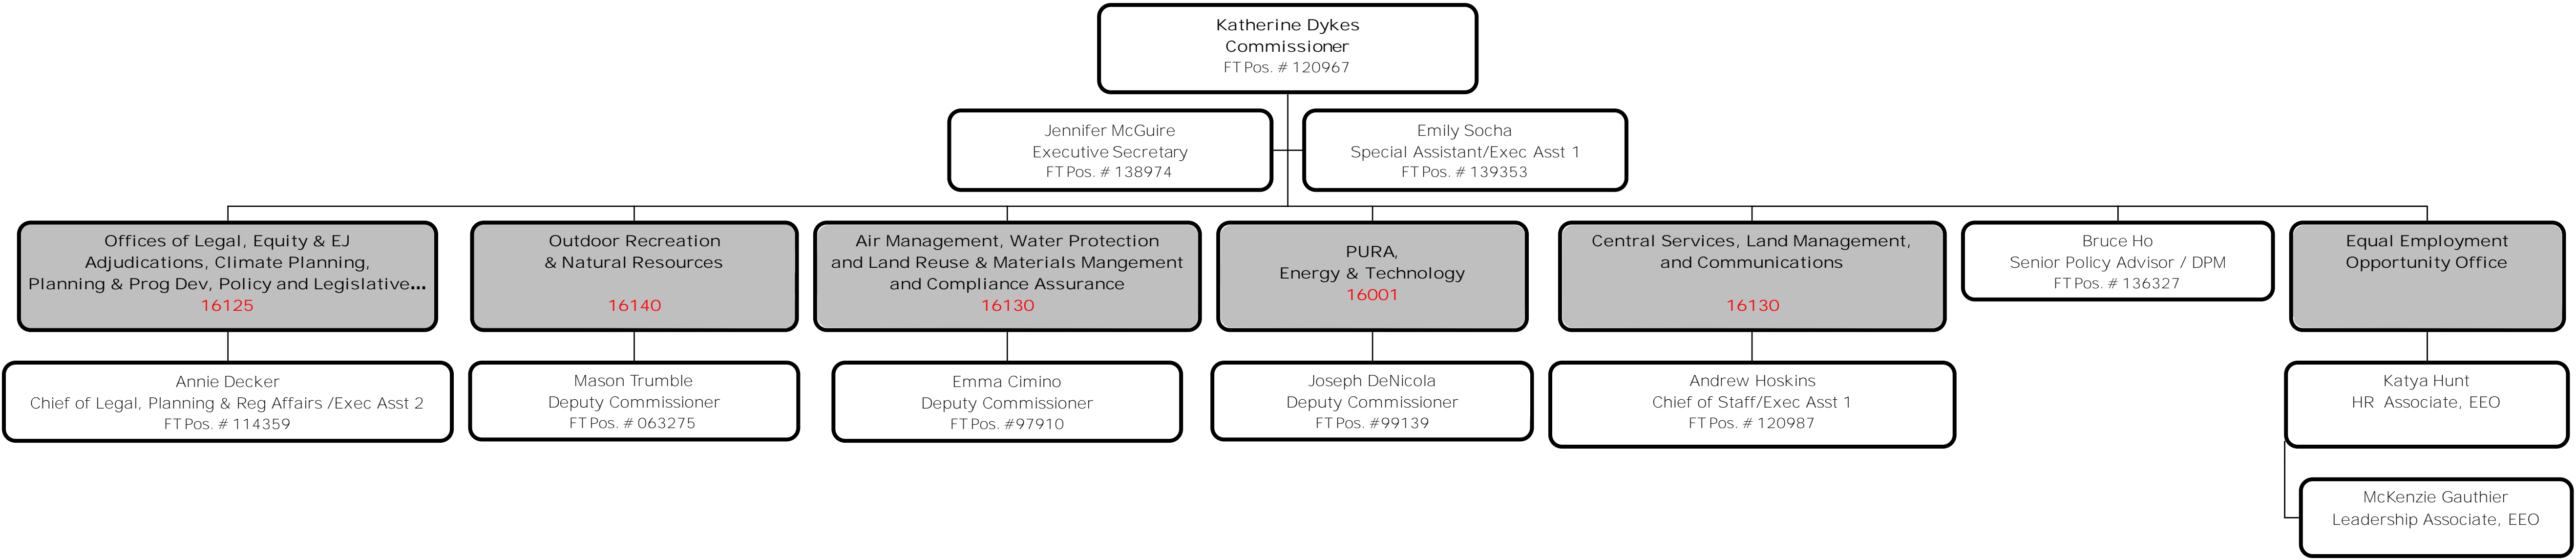 Katherine Dykes
Commissioner
FT Pos. # 120967
Jennifer McGuire
Executive Secretary
FT Pos. # 138974
Emily Socha
Special Assistant/Exec Asst 1
FT Pos. # 139353
Offices of Legal, Equity & EJ
Adjudications, Climate Planning,
Planning & Prog Dev, Policy and Legislative...
16125
Outdoor Recreation
& Natural Resources
16140
Air Management, Water Protection
and Land Reuse & Materials Mangement
and Compliance Assurance
16130
PURA,
Energy & Technology
16001
Central Services, Land Management,
and Communications
16130
Bruce Ho
Senior Policy Advisor / DPM
FT Pos. # 136327
Equal Employment
Opportunity Office
Annie Decker
Chief of Legal, Planning & Reg Affairs /Exec Asst 2
FT Pos. # 114359
Mason Trumble
Deputy Commissioner
FT Pos. # 063275
Emma Cimino
Deputy Commissioner
FT Pos. #97910
Joseph DeNicola
Deputy Commissioner
FT Pos. #99139
Andrew Hoskins
Chief of Staff/Exec Asst 1
FT Pos. # 120987
Katya Hunt
HR Associate, EEO
McKenzie Gauthier
Leadership Associate, EEO